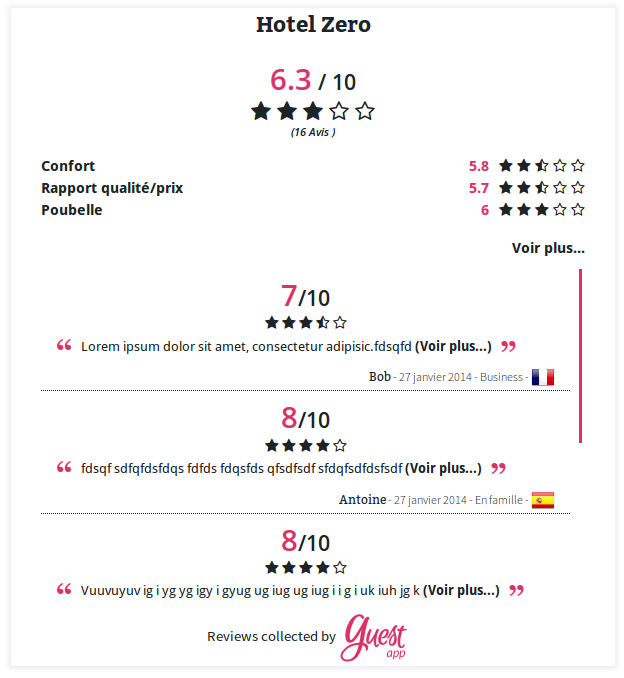 Hotel Zero
6.3 / 10
(16 Avis )
Confort 5.8
Rapport qualité/prix 5.7
Poubelle 6
Voir plus...
7/10
“ Lorem ipsum dolor sit amet, consectetur adipisic.fdsqfd (Voir plus...) ”
Bob - 27 janvier 2014 - Business -
8/10
“ fdsqf sdfqfdsfdqs fdfds fdqsfds qfsdfsdf sfdqfsdfdsfsdf (Voir plus...) ”
Antoine - 27 janvier 2014 - En famille -
8/10
“ Vuuvuyuv ig i yg yg igy i gyug ug iug ug iug i i g i uk iuh jg k (Voir plus...) ”
Reviews collected by Guest
app